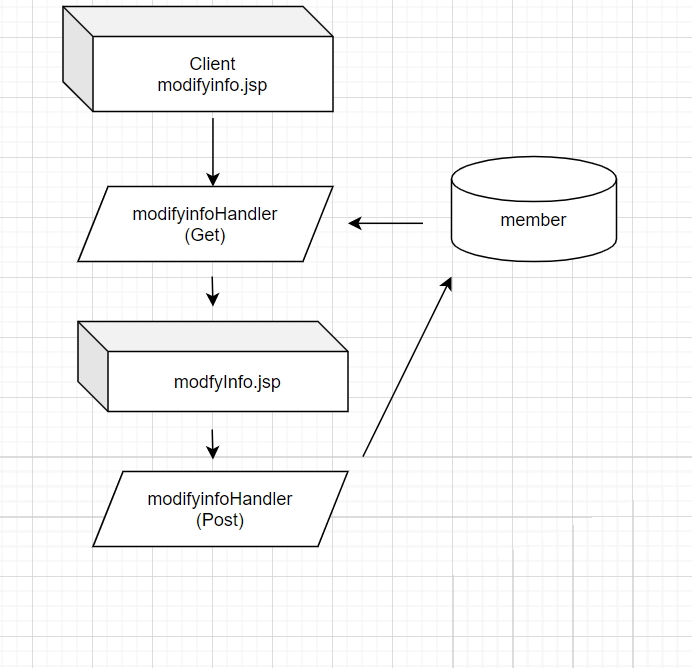 Client
modifyinfo.jsp
modifyinfoHandler
(Get)
member
modfyInfo.jsp
modifyinfoHandler
(Post)